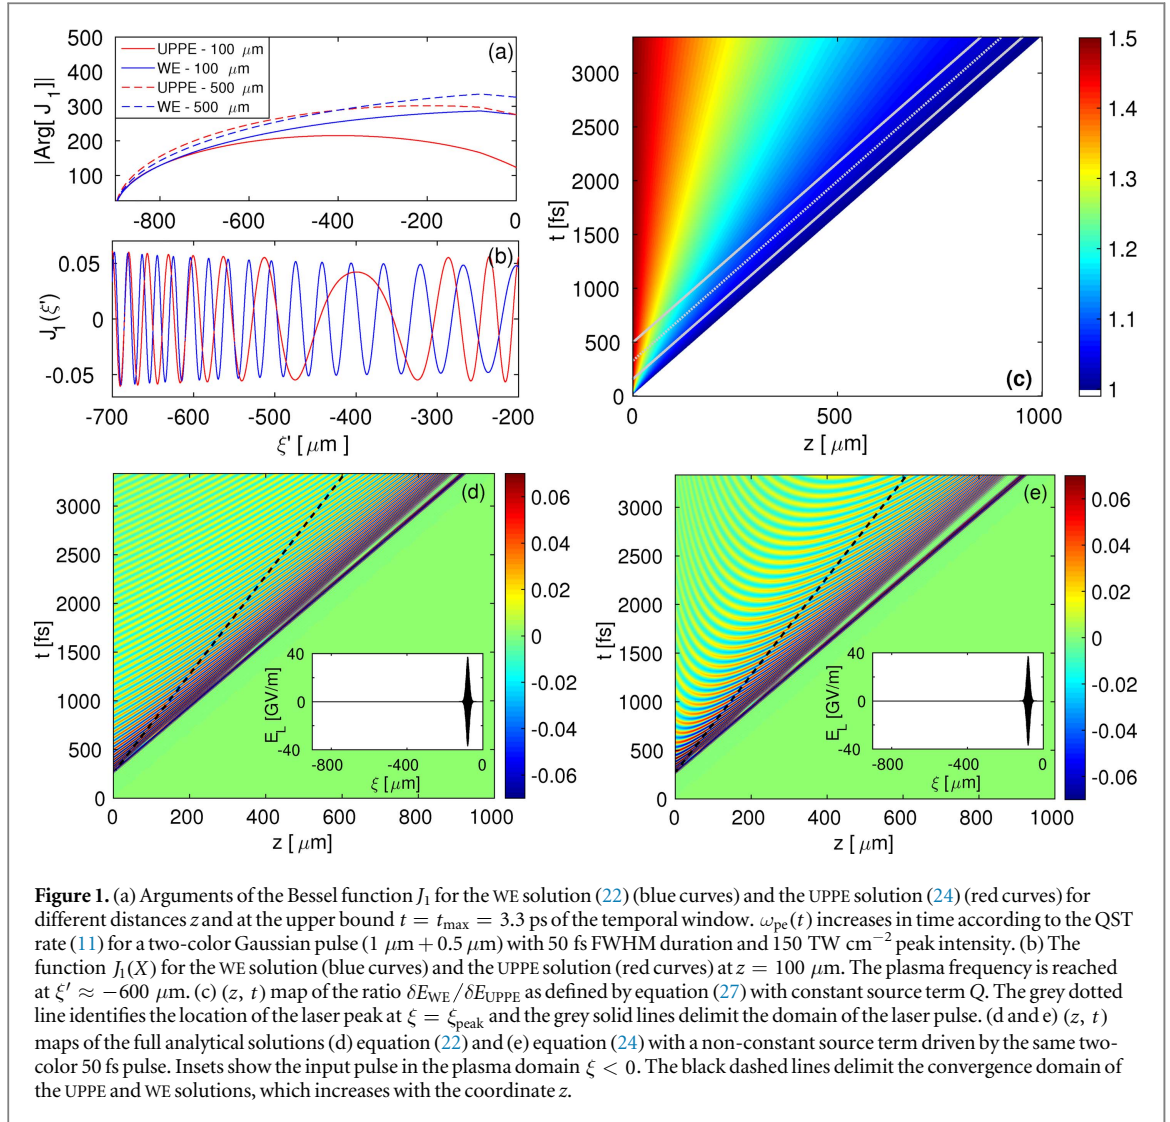 500
400
300
200
100
|Arg[ J1]|
UPPE - 100 μm
WE - 100 μm
UPPE - 500 μm
WE - 500 μm
(a)
-800
-600
-400
-200
0
0.05
0
-0.05
J1(ξ')
(b)
-700
-600
-500
-400
-300
-200
ξ' [ μm ]
3000
2500
2000
1500
1000
500
0
t [fs]
(c)
0
500
1000
z [μm]
1.5
1.4
1.3
1.2
1.1
1
3000
2500
2000
1500
1000
500
0
t [fs]
(d)
40
0
-40
E_L [GV/m]
-800
-400
0
ξ [μm]
0
200
400
600
800
1000
z [ μm]
0.06
0.04
0.02
0
-0.02
-0.04
-0.06
3000
2500
2000
1500
1000
500
0
t [fs]
(e)
40
0
-40
E_L [GV/m]
-800
-400
0
ξ [μm]
0
200
400
600
800
1000
z [ μm]
0.06
0.04
0.02
0
-0.02
-0.04
-0.06
Figure 1. (a) Arguments of the Bessel function J1 for the WE solution (22) (blue curves) and the UPPE solution (24) (red curves) for
different distances z and at the upper bound t = tmax = 3.3 ps of the temporal window. ωpe(t) increases in time according to the QST
rate (11) for a two-color Gaussian pulse (1 μm + 0.5 μm) with 50 fs FWHM duration and 150 TW cm−2 peak intensity. (b) The
function J1(X) for the WE solution (blue curves) and the UPPE solution (red curves) at z = 100 μm. The plasma frequency is reached
at ξ′ ≈ −600 μm. (c) (z, t) map of the ratio δEWE/δEUPPE as defined by equation (27) with constant source term Q. The grey dotted
line identifies the location of the laser peak at ξ = ξpeak and the grey solid lines delimit the domain of the laser pulse. (d and e) (z, t)
maps of the full analytical solutions (d) equation (22) and (e) equation (24) with a non-constant source term driven by the same two-
color 50 fs pulse. Insets show the input pulse in the plasma domain ξ < 0. The black dashed lines delimit the convergence domain of
the UPPE and WE solutions, which increases with the coordinate z.